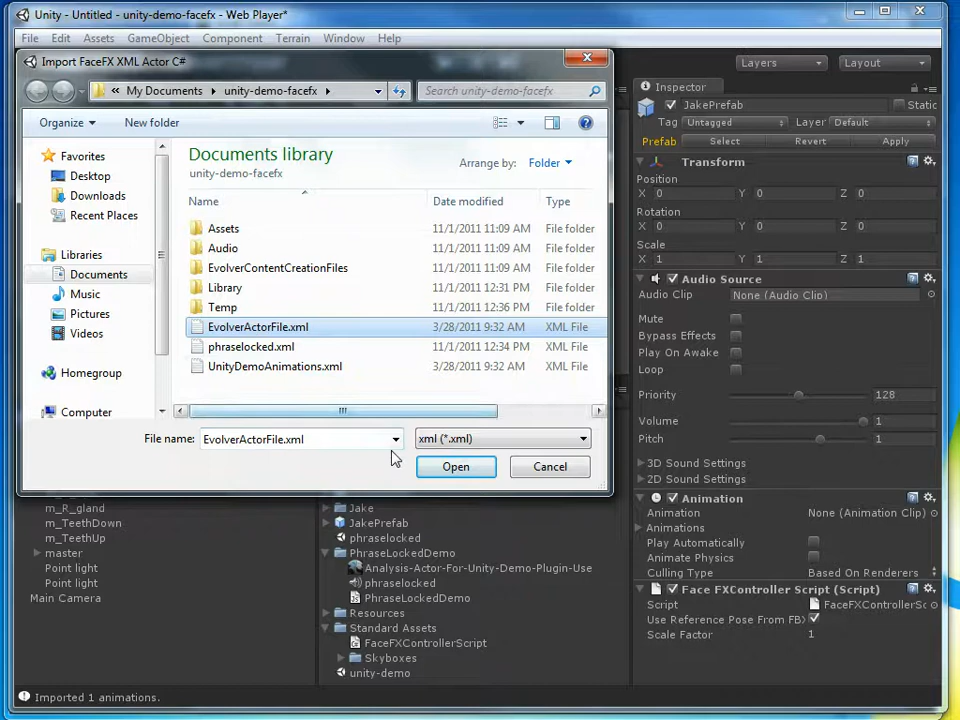 Unity - Untitled - unity-demo-facefx - Web Player*
File Edit Assets GameObject Component Terrain Window Help
Import FaceFX XML Actor C#
Layers Layout
« My Documents unity-demo-facefx Search unity-demo-facefx
Organize New folder
Favorites
Desktop
Downloads
Recent Places
Libraries
Documents
Music
Pictures
Videos
Homegroup
Computer
Documents library
unity-demo-facefx
Arrange by: Folder
Name Date modified Type
Assets 11/1/2011 11:09 AM File folder
Audio 11/1/2011 11:09 AM File folder
EvolverContentCreationFiles 11/1/2011 11:09 AM File folder
Library 11/1/2011 12:31 PM File folder
Temp 11/1/2011 12:36 PM File folder
EvolverActorFile.xml 3/28/2011 9:32 AM XML File
phraselocked.xml 11/1/2011 12:34 PM XML File
UnityDemoAnimations.xml 3/28/2011 9:32 AM XML File
File name: EvolverActorFile.xml xml (*.xml)
Open Cancel
Inspector
JakePrefab Static
Tag Untagged Layer Default
Prefab Select Revert Apply
Transform
Position
X 0 Y 0 Z 0
Rotation
X 0 Y 0 Z 0
Scale
X 1 Y 1 Z 1
Audio Source
Audio Clip None (Audio Clip)
Mute
Bypass Effects
Play On Awake
Loop
Priority 128
Volume 1
Pitch 1
3D Sound Settings
2D Sound Settings
Animation
Animation None (Animation Clip)
Animations
Play Automatically
Animate Physics
Culling Type Based On Renderers
Face FXController Script (Script)
Script FaceFXControllerSc
Use Reference Pose From FBX
Scale Factor 1
m_R_gland
m_TeethDown
m_TeethUp
master
Point light
Point light
Main Camera
Jake
JakePrefab
phraselocked
PhraseLockedDemo
Analysis-Actor-For-Unity-Demo-Plugin-Use
phraselocked
PhraseLockedDemo
Resources
Standard Assets
FaceFXControllerScript
Skyboxes
unity-demo
Imported 1 animations.